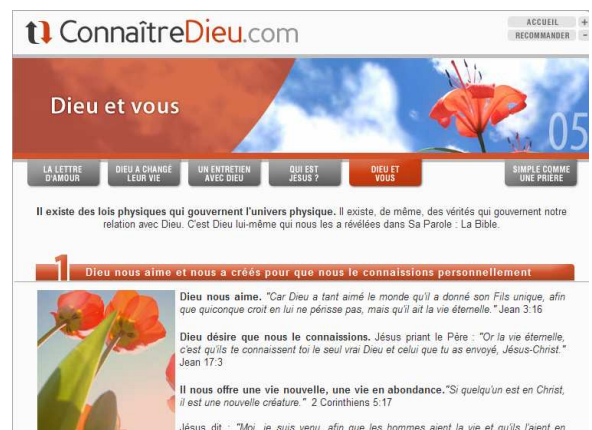 ConnaîtreDieu.com
ACCUEIL +
RECOMMANDER -
Dieu et vous
05
LA LETTRE
D'AMOUR
DIEU A CHANGÉ
LEUR VIE
UN ENTRETIEN
AVEC DIEU
QUI EST
JESUS ?
DIEU ET
VOUS
SIMPLE COMME
UNE PRIÈRE
Il existe des lois physiques qui gouvernent l'univers physique. Il existe, de même, des vérités qui gouvernent notre
relation avec Dieu. C'est Dieu lui-même qui nous les a révélées dans Sa Parole : La Bible.
1 Dieu nous aime et nous a créés pour que nous le connaissions personnellement
Dieu nous aime. "Car Dieu a tant aimé le monde qu'il a donné son Fils unique, afin
que quiconque croit en lui ne périsse pas, mais qu'il ait la vie éternelle." Jean 3:16
Dieu désire que nous le connaissions. Jésus priant le Père : "Or la vie éternelle,
c'est qu'ils te connaissent toi le seul vrai Dieu et celui que tu as envoyé, Jésus-Christ."
Jean 17:3
Il nous offre une vie nouvelle, une vie en abondance."Si quelqu'un est en Christ,
il est une nouvelle créature." 2 Corinthiens 5:17
Jésus dit : "Moi, je suis venu, afin que les hommes aient la vie et qu'ils l'aient en